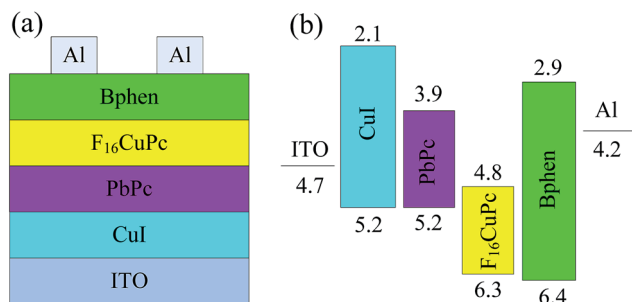 (a)
Al Al
Bphen
F₁₆CuPc
PbPc
CuI
ITO
(b)
ITO
4.7
2.1
CuI
5.2
3.9
PbPc
5.2
4.8
F₁₆CuPc
6.3
2.9
Bphen
6.4
Al
4.2